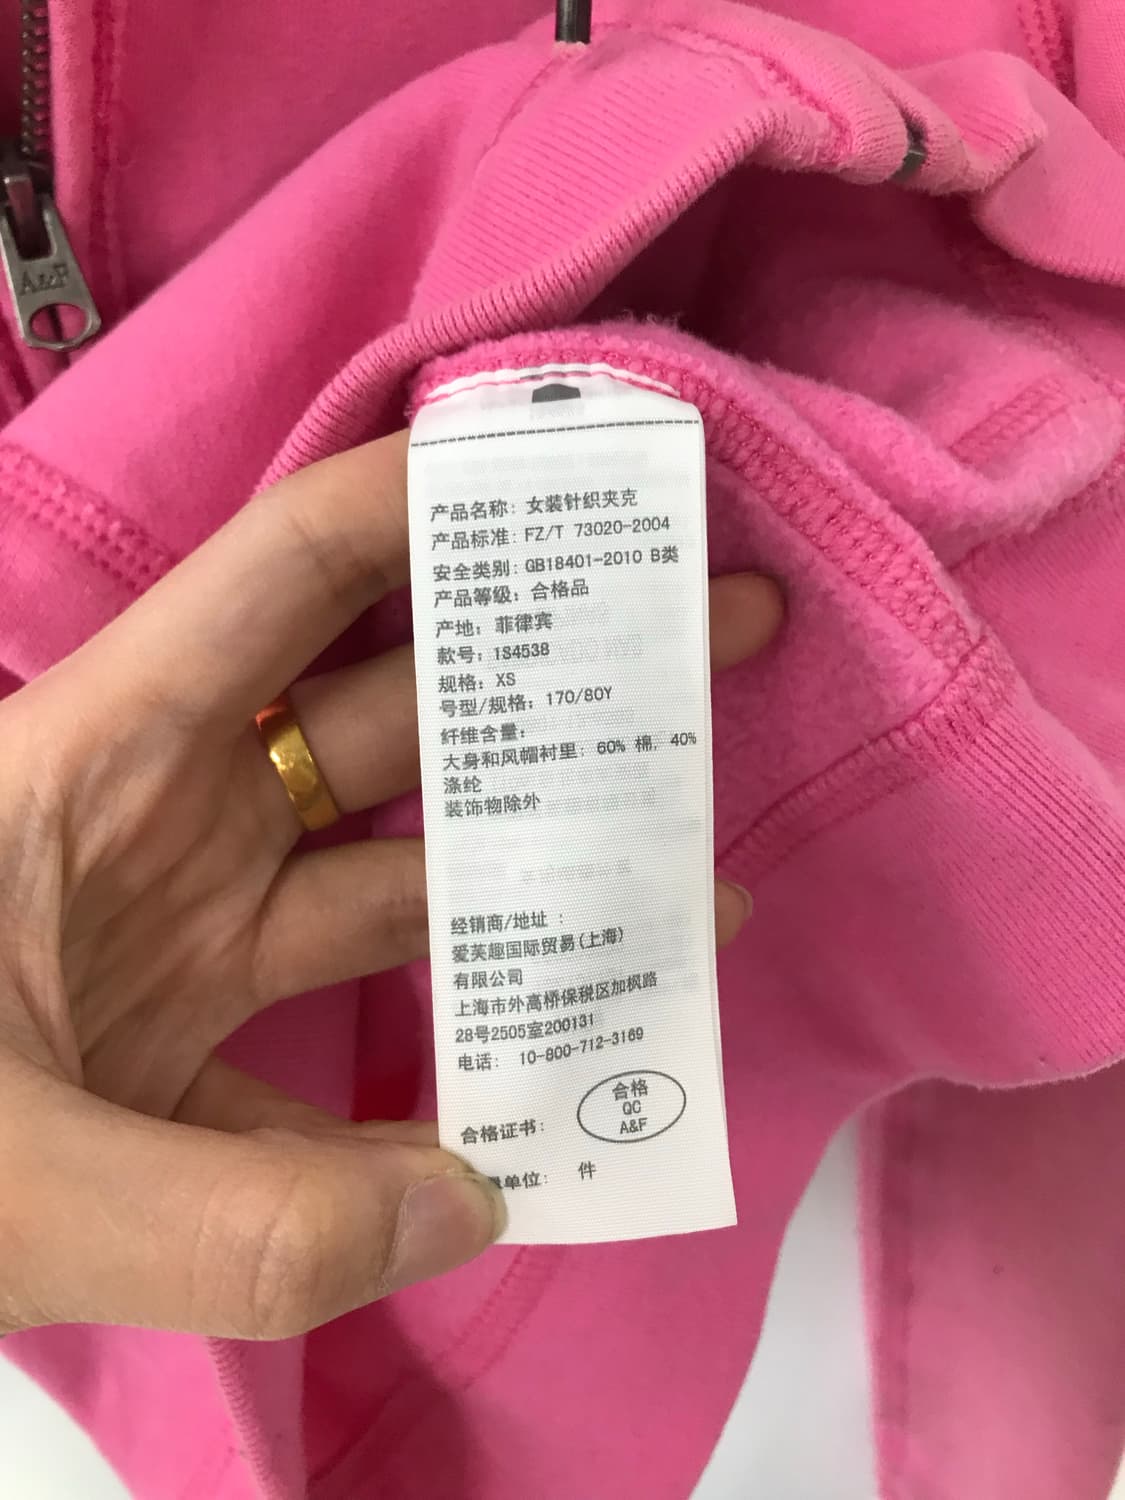 A&F
产品名称: 女装针织夹克
产品标准: FZ/T 73020-2004
安全类别: GB18401-2010 B类
产品等级: 合格品
产地: 菲律宾
款号: 1S4538
规格: XS
号型/规格: 170/80Y
纤维含量:
大身和风帽衬里: 60% 棉, 40%
涤纶
装饰物除外
经销商/地址 :
爱芙趣国际贸易(上海)
有限公司
上海市外高桥保税区加枫路
28号2505室200131
电话: 10-800-712-3169
合格
QC
A&F
合格证书:
单位: 件